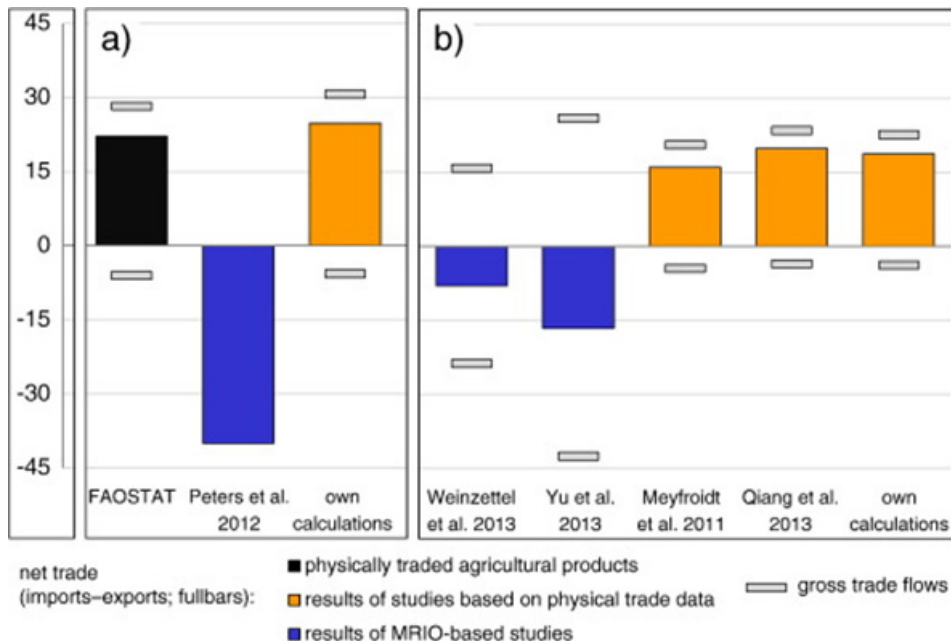 45
30
15
0
-15
-30
-45
a)
FAOSTAT
Peters et al.
2012
own
calculations
b)
Weinzettel
et al. 2013
Yu et al.
2013
Meyfroidt
et al. 2011
Qiang et al.
2013
own
calculations
net trade
(imports–exports; fullbars):
physically traded agricultural products
results of studies based on physical trade data
results of MRIO-based studies
gross trade flows